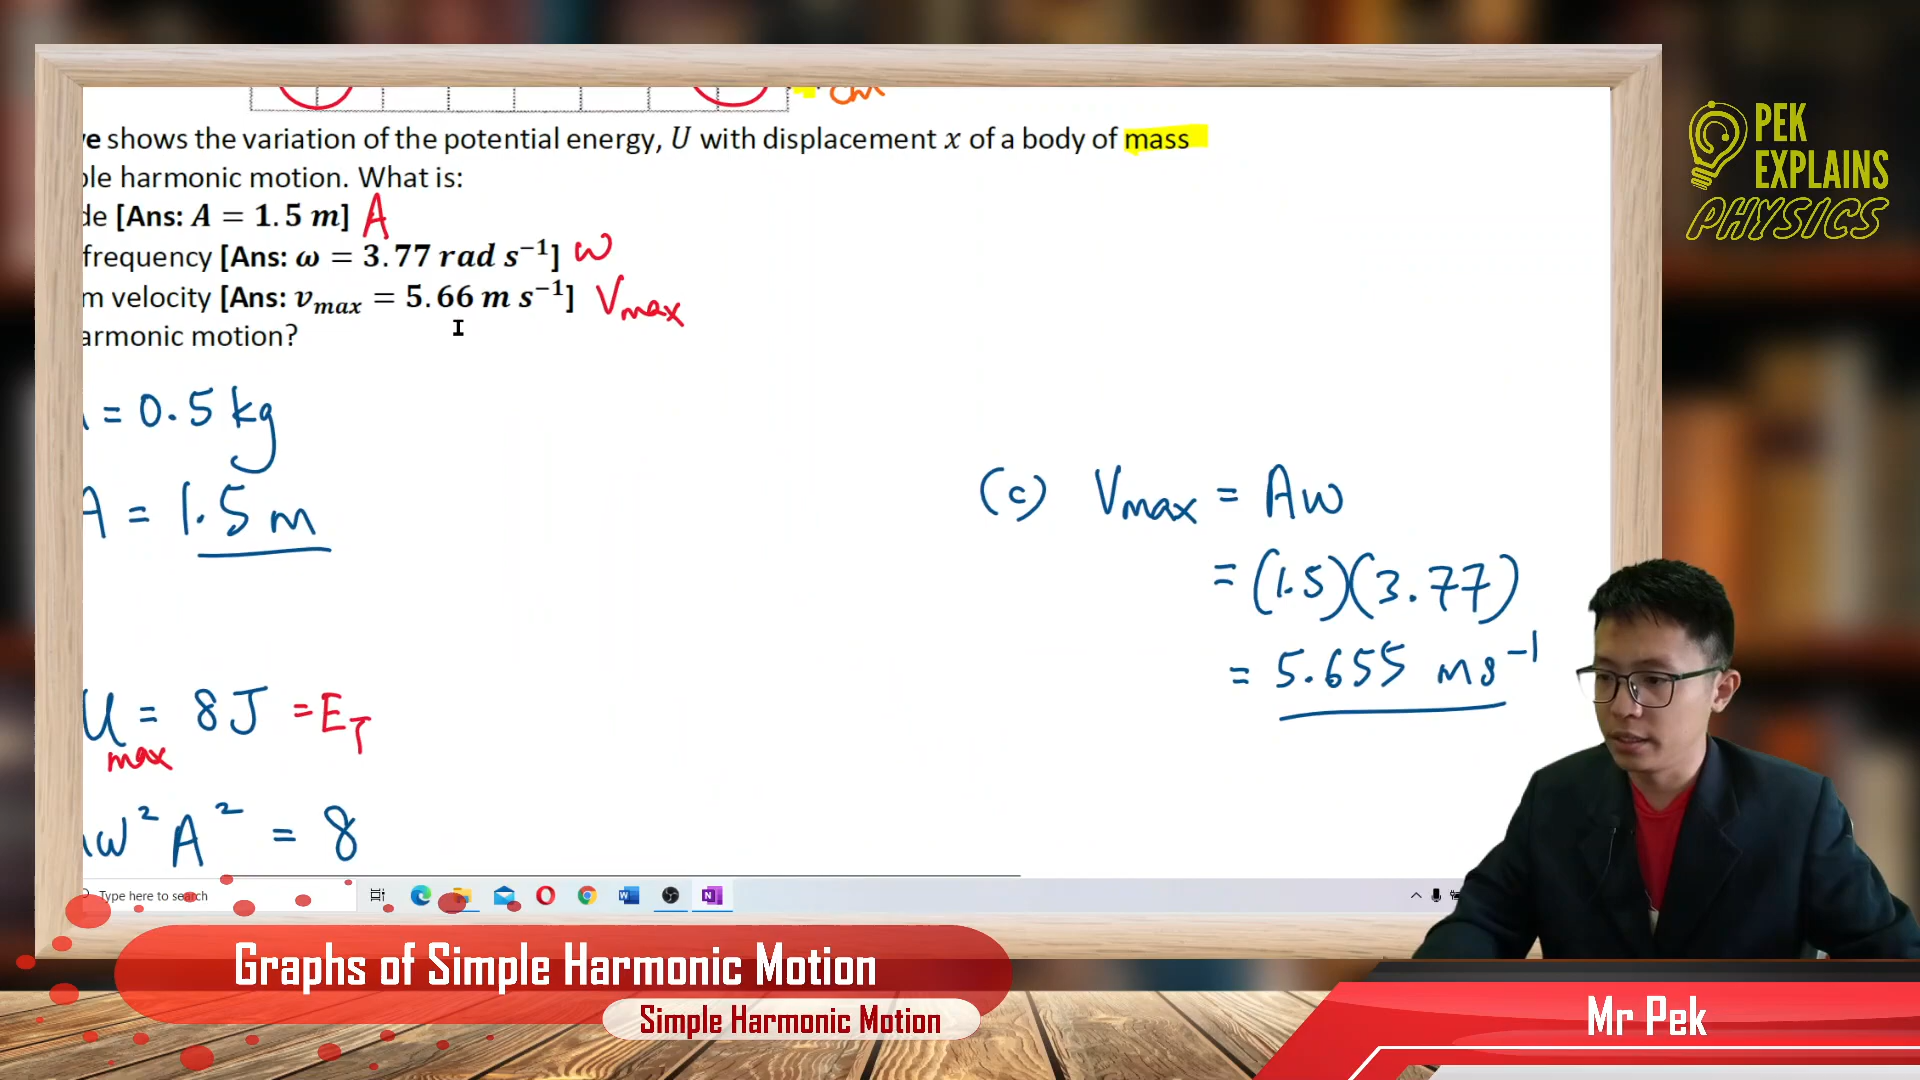 cm
ve shows the variation of the potential energy, U with displacement x of a body of mass
ple harmonic motion. What is:
de [Ans: A = 1.5 m] A
frequency [Ans: ω = 3.77 rad s⁻¹] ω
m velocity [Ans: v_max = 5.66 m s⁻¹] V_max
armonic motion?
= 0.5 kg
A = 1.5 m
U_max = 8 J = E_T
ω² A² = 8
(c) V_max = Aω
= (1.5)(3.77)
= 5.655 ms⁻¹
PEK
EXPLAINS
PHYSICS
Type here to search
Graphs of Simple Harmonic Motion
Simple Harmonic Motion
Mr Pek